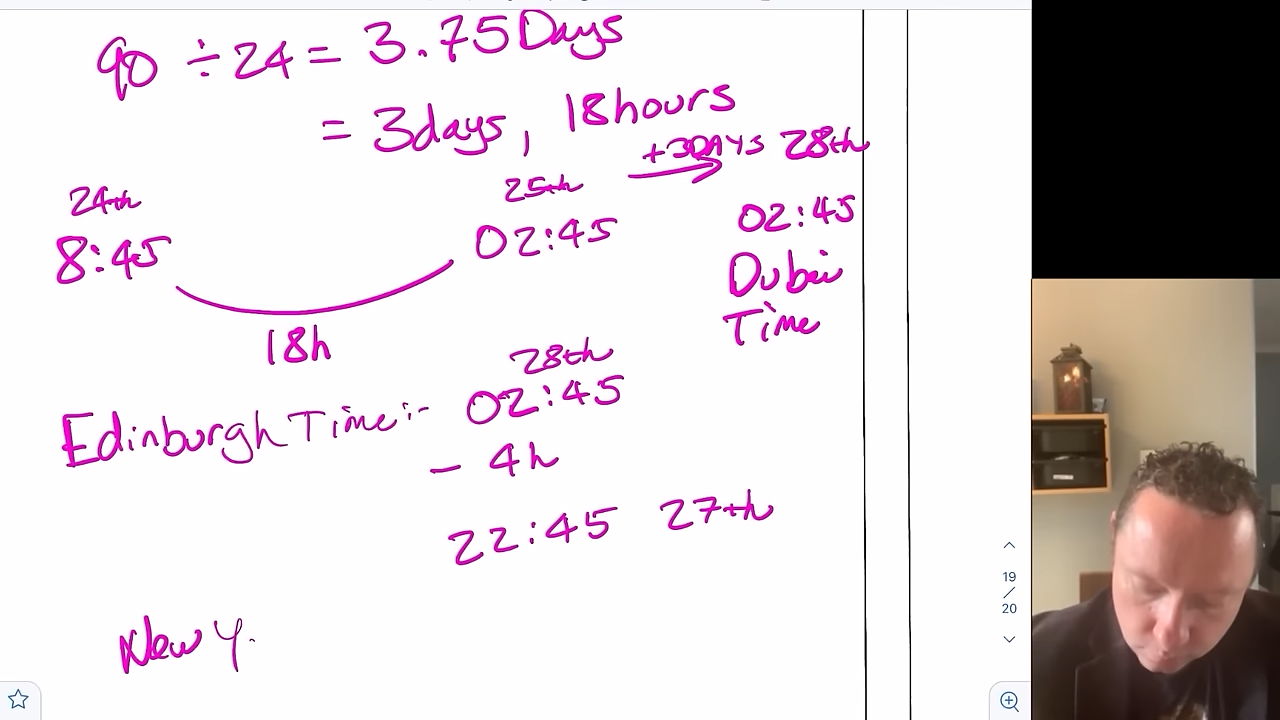 90 ÷ 24 = 3.75 Days
= 3days, 18hours
+3DAYS 28th
24th
25th
8:45
02:45
02:45
Dubai
Time
18h
28th
Edinburgh Time:- 02:45
- 4h
22:45 27th
New Y
19
/
20